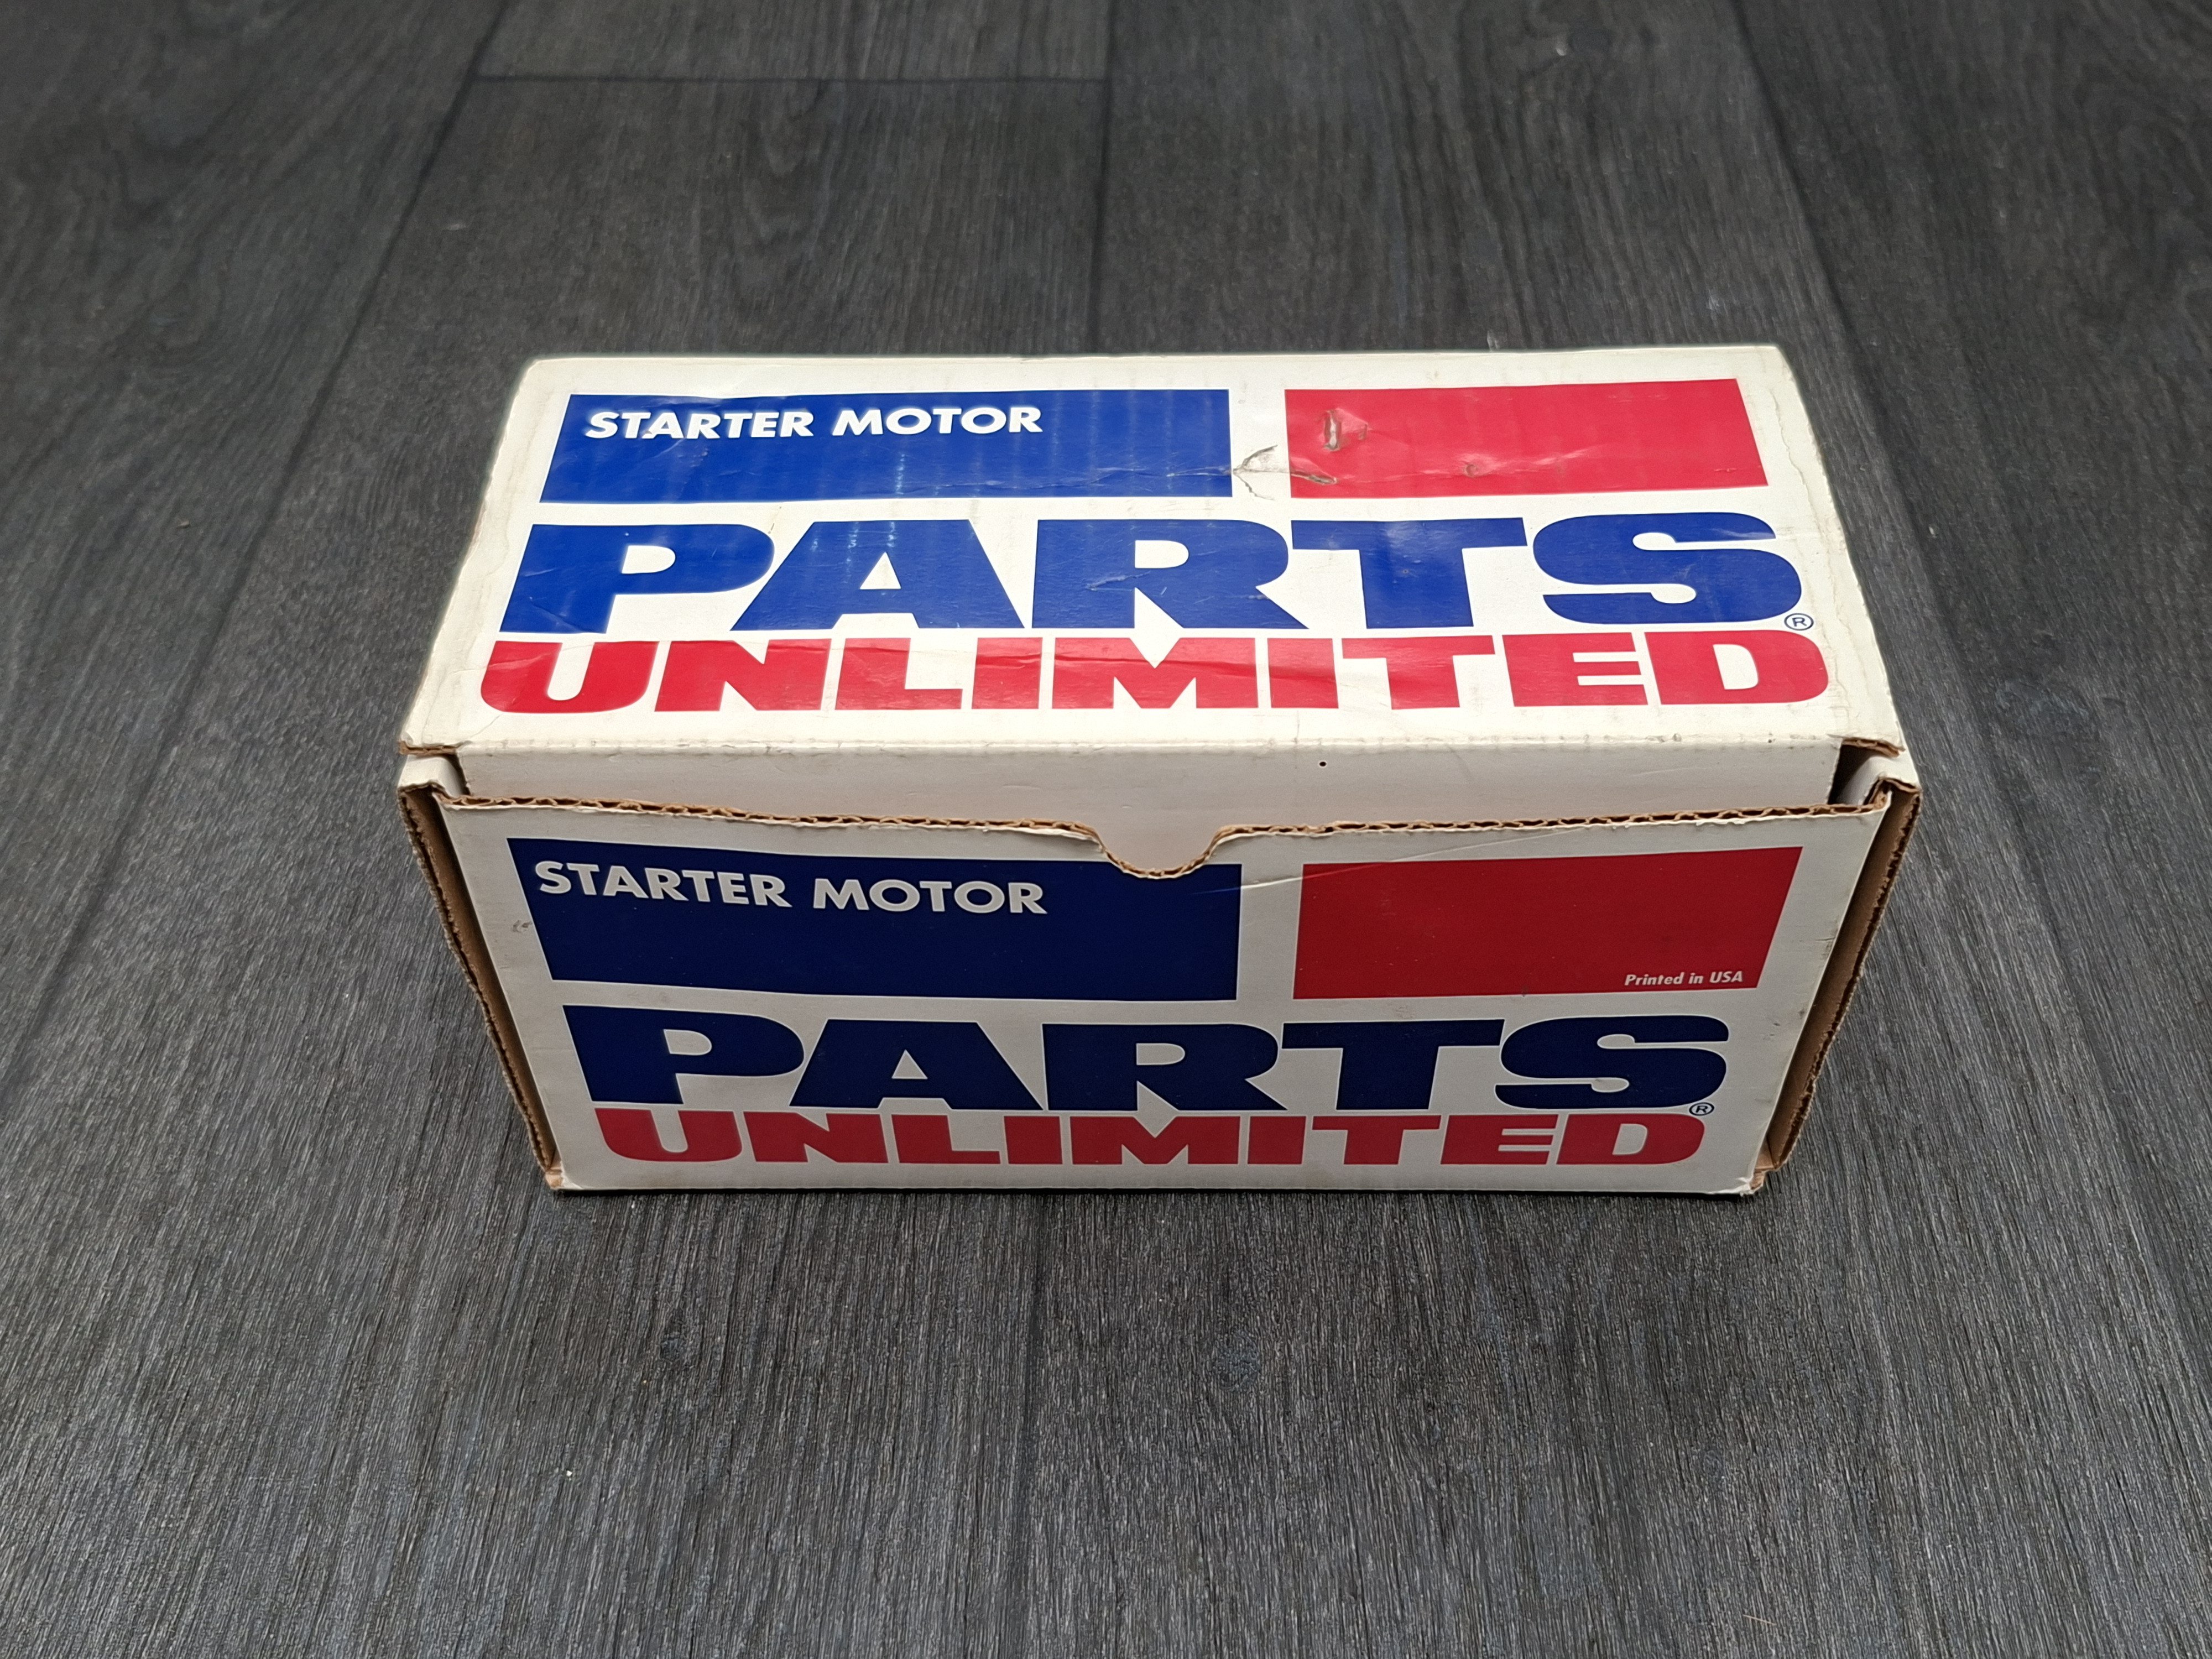 STARTER MOTOR
PARTS
®
UNLIMITED
STARTER MOTOR
Printed in USA
PARTS
®
UNLIMITED